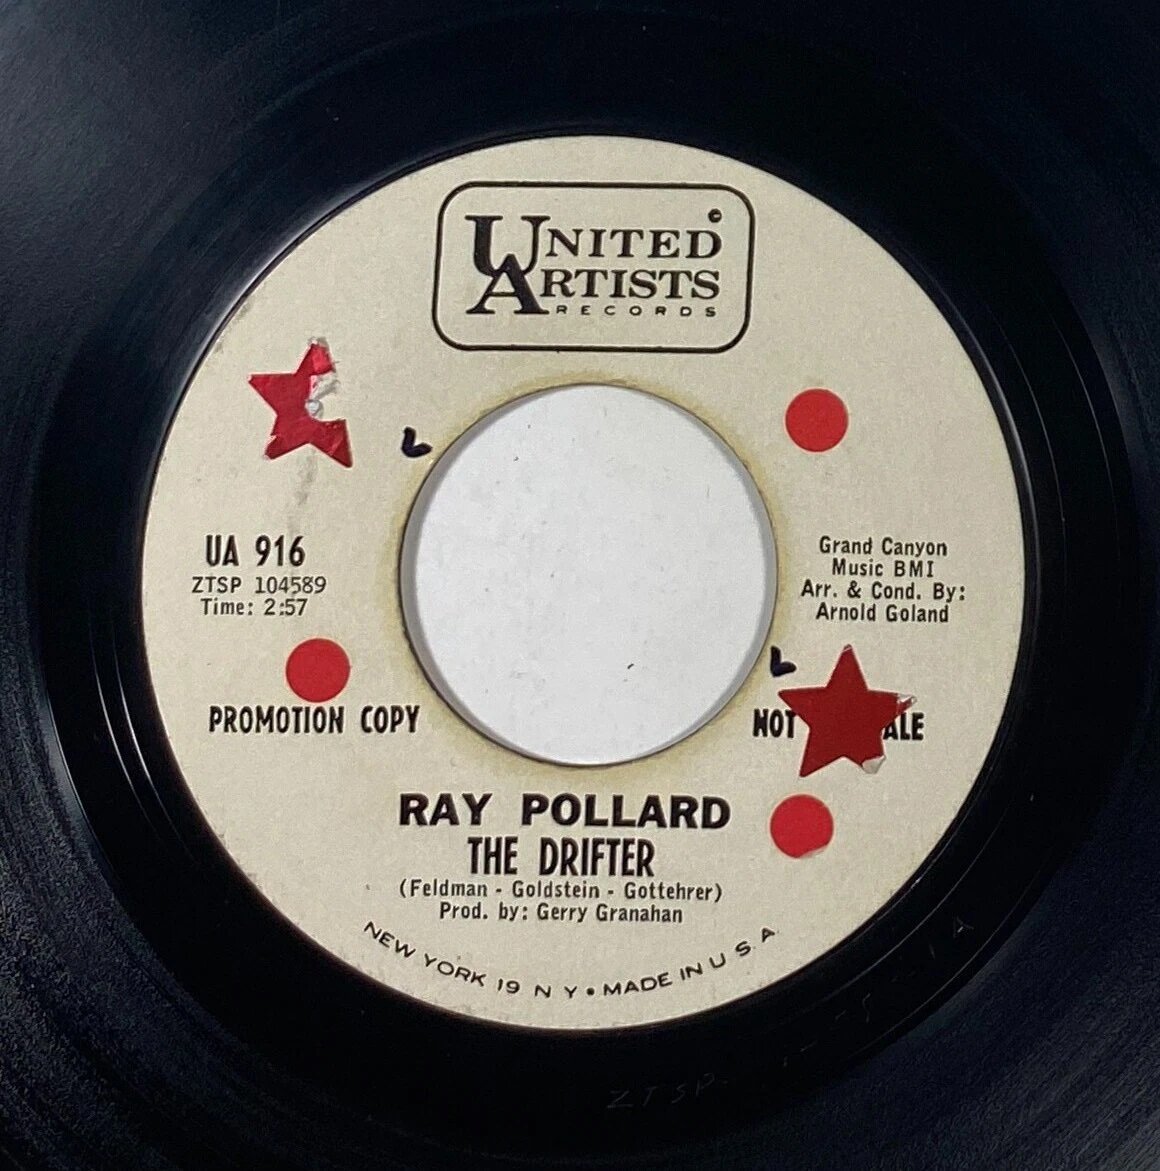 UNITED
ARTISTS
RECORDS
UA 916
ZTSP 104589
Time: 2:57
Grand Canyon
Music BMI
Arr. & Cond. By:
Arnold Goland
PROMOTION COPY
NOT ALE
RAY POLLARD
THE DRIFTER
(Feldman - Goldstein - Gottehrer)
Prod. by: Gerry Granahan
NEW YORK 19 N Y • MADE IN U S A
ZTSP